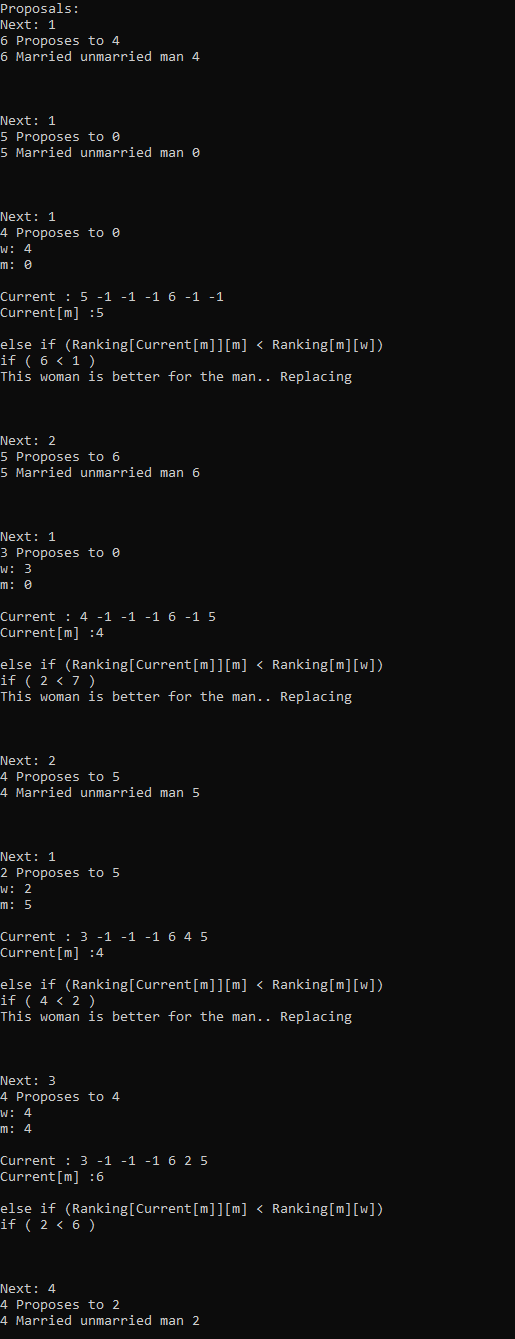 Proposals:
Next: 1
6 Proposes to 4
6 Married unmarried man 4
Next: 1
5 Proposes to 0
5 Married unmarried man 0
Next: 1
4 Proposes to 0
w: 4
m: 0
Current : 5 -1 -1 -1 6 -1 -1
Current[m] :5
else if (Ranking[Current[m]][m] < Ranking[m][w])
if ( 6 < 1 )
This woman is better for the man.. Replacing
Next: 2
5 Proposes to 6
5 Married unmarried man 6
Next: 1
3 Proposes to 0
w: 3
m: 0
Current : 4 -1 -1 -1 6 -1 5
Current[m] :4
else if (Ranking[Current[m]][m] < Ranking[m][w])
if ( 2 < 7 )
This woman is better for the man.. Replacing
Next: 2
4 Proposes to 5
4 Married unmarried man 5
Next: 1
2 Proposes to 5
w: 2
m: 5
Current : 3 -1 -1 -1 6 4 5
Current[m] :4
else if (Ranking[Current[m]][m] < Ranking[m][w])
if ( 4 < 2 )
This woman is better for the man.. Replacing
Next: 3
4 Proposes to 4
w: 4
m: 4
Current : 3 -1 -1 -1 6 2 5
Current[m] :6
else if (Ranking[Current[m]][m] < Ranking[m][w])
if ( 2 < 6 )
Next: 4
4 Proposes to 2
4 Married unmarried man 2